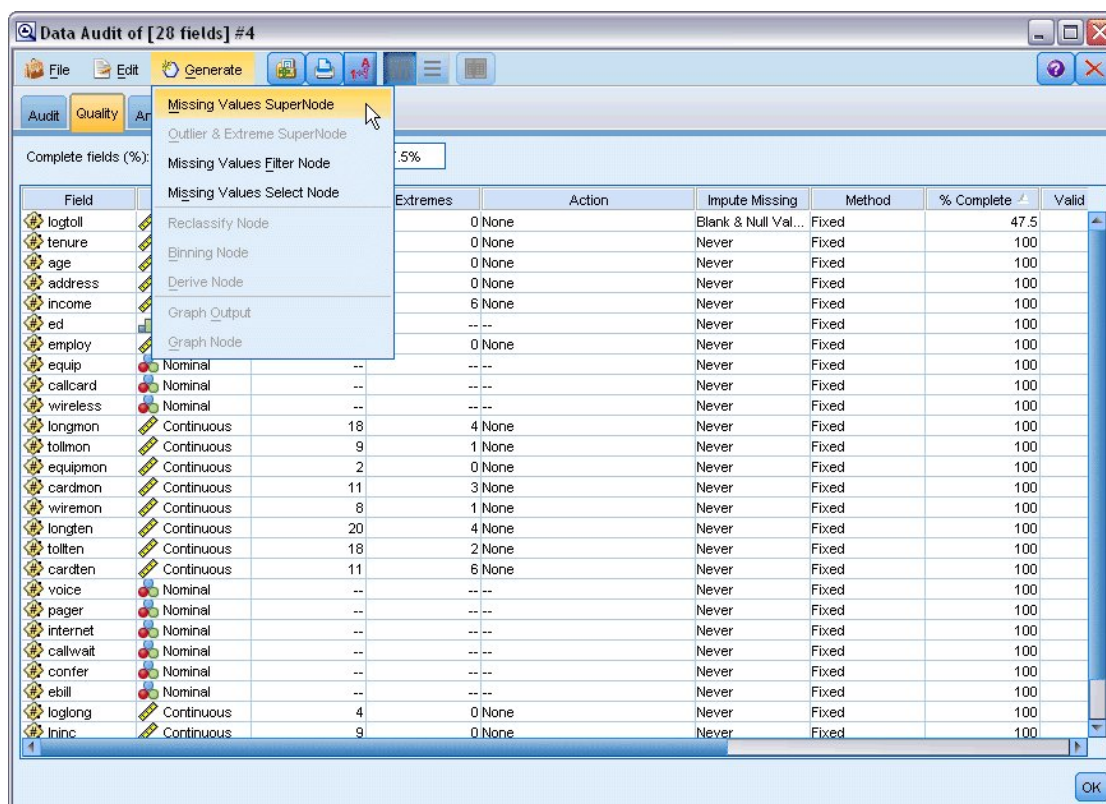 Data Audit of [28 fields] #4
File Edit Generate
Audit Quality An
Missing Values SuperNode
Outlier & Extreme SuperNode
Missing Values Filter Node
Missing Values Select Node
Reclassify Node
Binning Node
Derive Node
Graph Output
Graph Node
Complete fields (%): .5%
Field Extremes Action Impute Missing Method % Complete Valid
logtoll 0 None Blank & Null Val... Fixed 47.5
tenure 0 None Never Fixed 100
age 0 None Never Fixed 100
address 0 None Never Fixed 100
income 6 None Never Fixed 100
ed -- -- Never Fixed 100
employ 0 None Never Fixed 100
equip Nominal -- -- -- Never Fixed 100
callcard Nominal -- -- -- Never Fixed 100
wireless Nominal -- -- -- Never Fixed 100
longmon Continuous 18 4 None Never Fixed 100
tollmon Continuous 9 1 None Never Fixed 100
equipmon Continuous 2 0 None Never Fixed 100
cardmon Continuous 11 3 None Never Fixed 100
wiremon Continuous 8 1 None Never Fixed 100
longten Continuous 20 4 None Never Fixed 100
tollten Continuous 18 2 None Never Fixed 100
cardten Continuous 11 6 None Never Fixed 100
voice Nominal -- -- -- Never Fixed 100
pager Nominal -- -- -- Never Fixed 100
internet Nominal -- -- -- Never Fixed 100
callwait Nominal -- -- -- Never Fixed 100
confer Nominal -- -- -- Never Fixed 100
ebill Nominal -- -- -- Never Fixed 100
loglong Continuous 4 0 None Never Fixed 100
lninc Continuous 9 0 None Never Fixed 100
OK